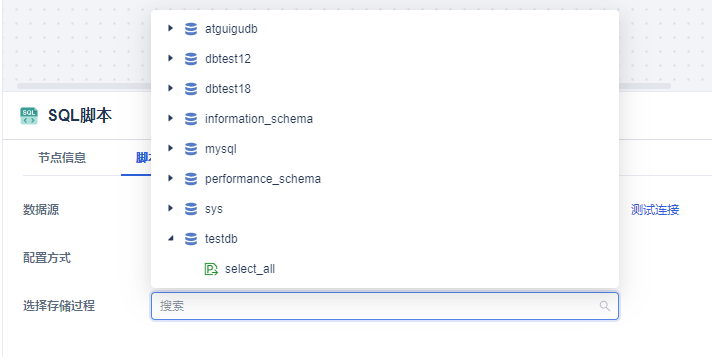 atguigudb
dbtest12
dbtest18
information_schema
mysql
performance_schema
sys
testdb
select_all
SQL
SQL脚本
节点信息
脚
数据源
测试连接
配置方式
选择存储过程
搜索